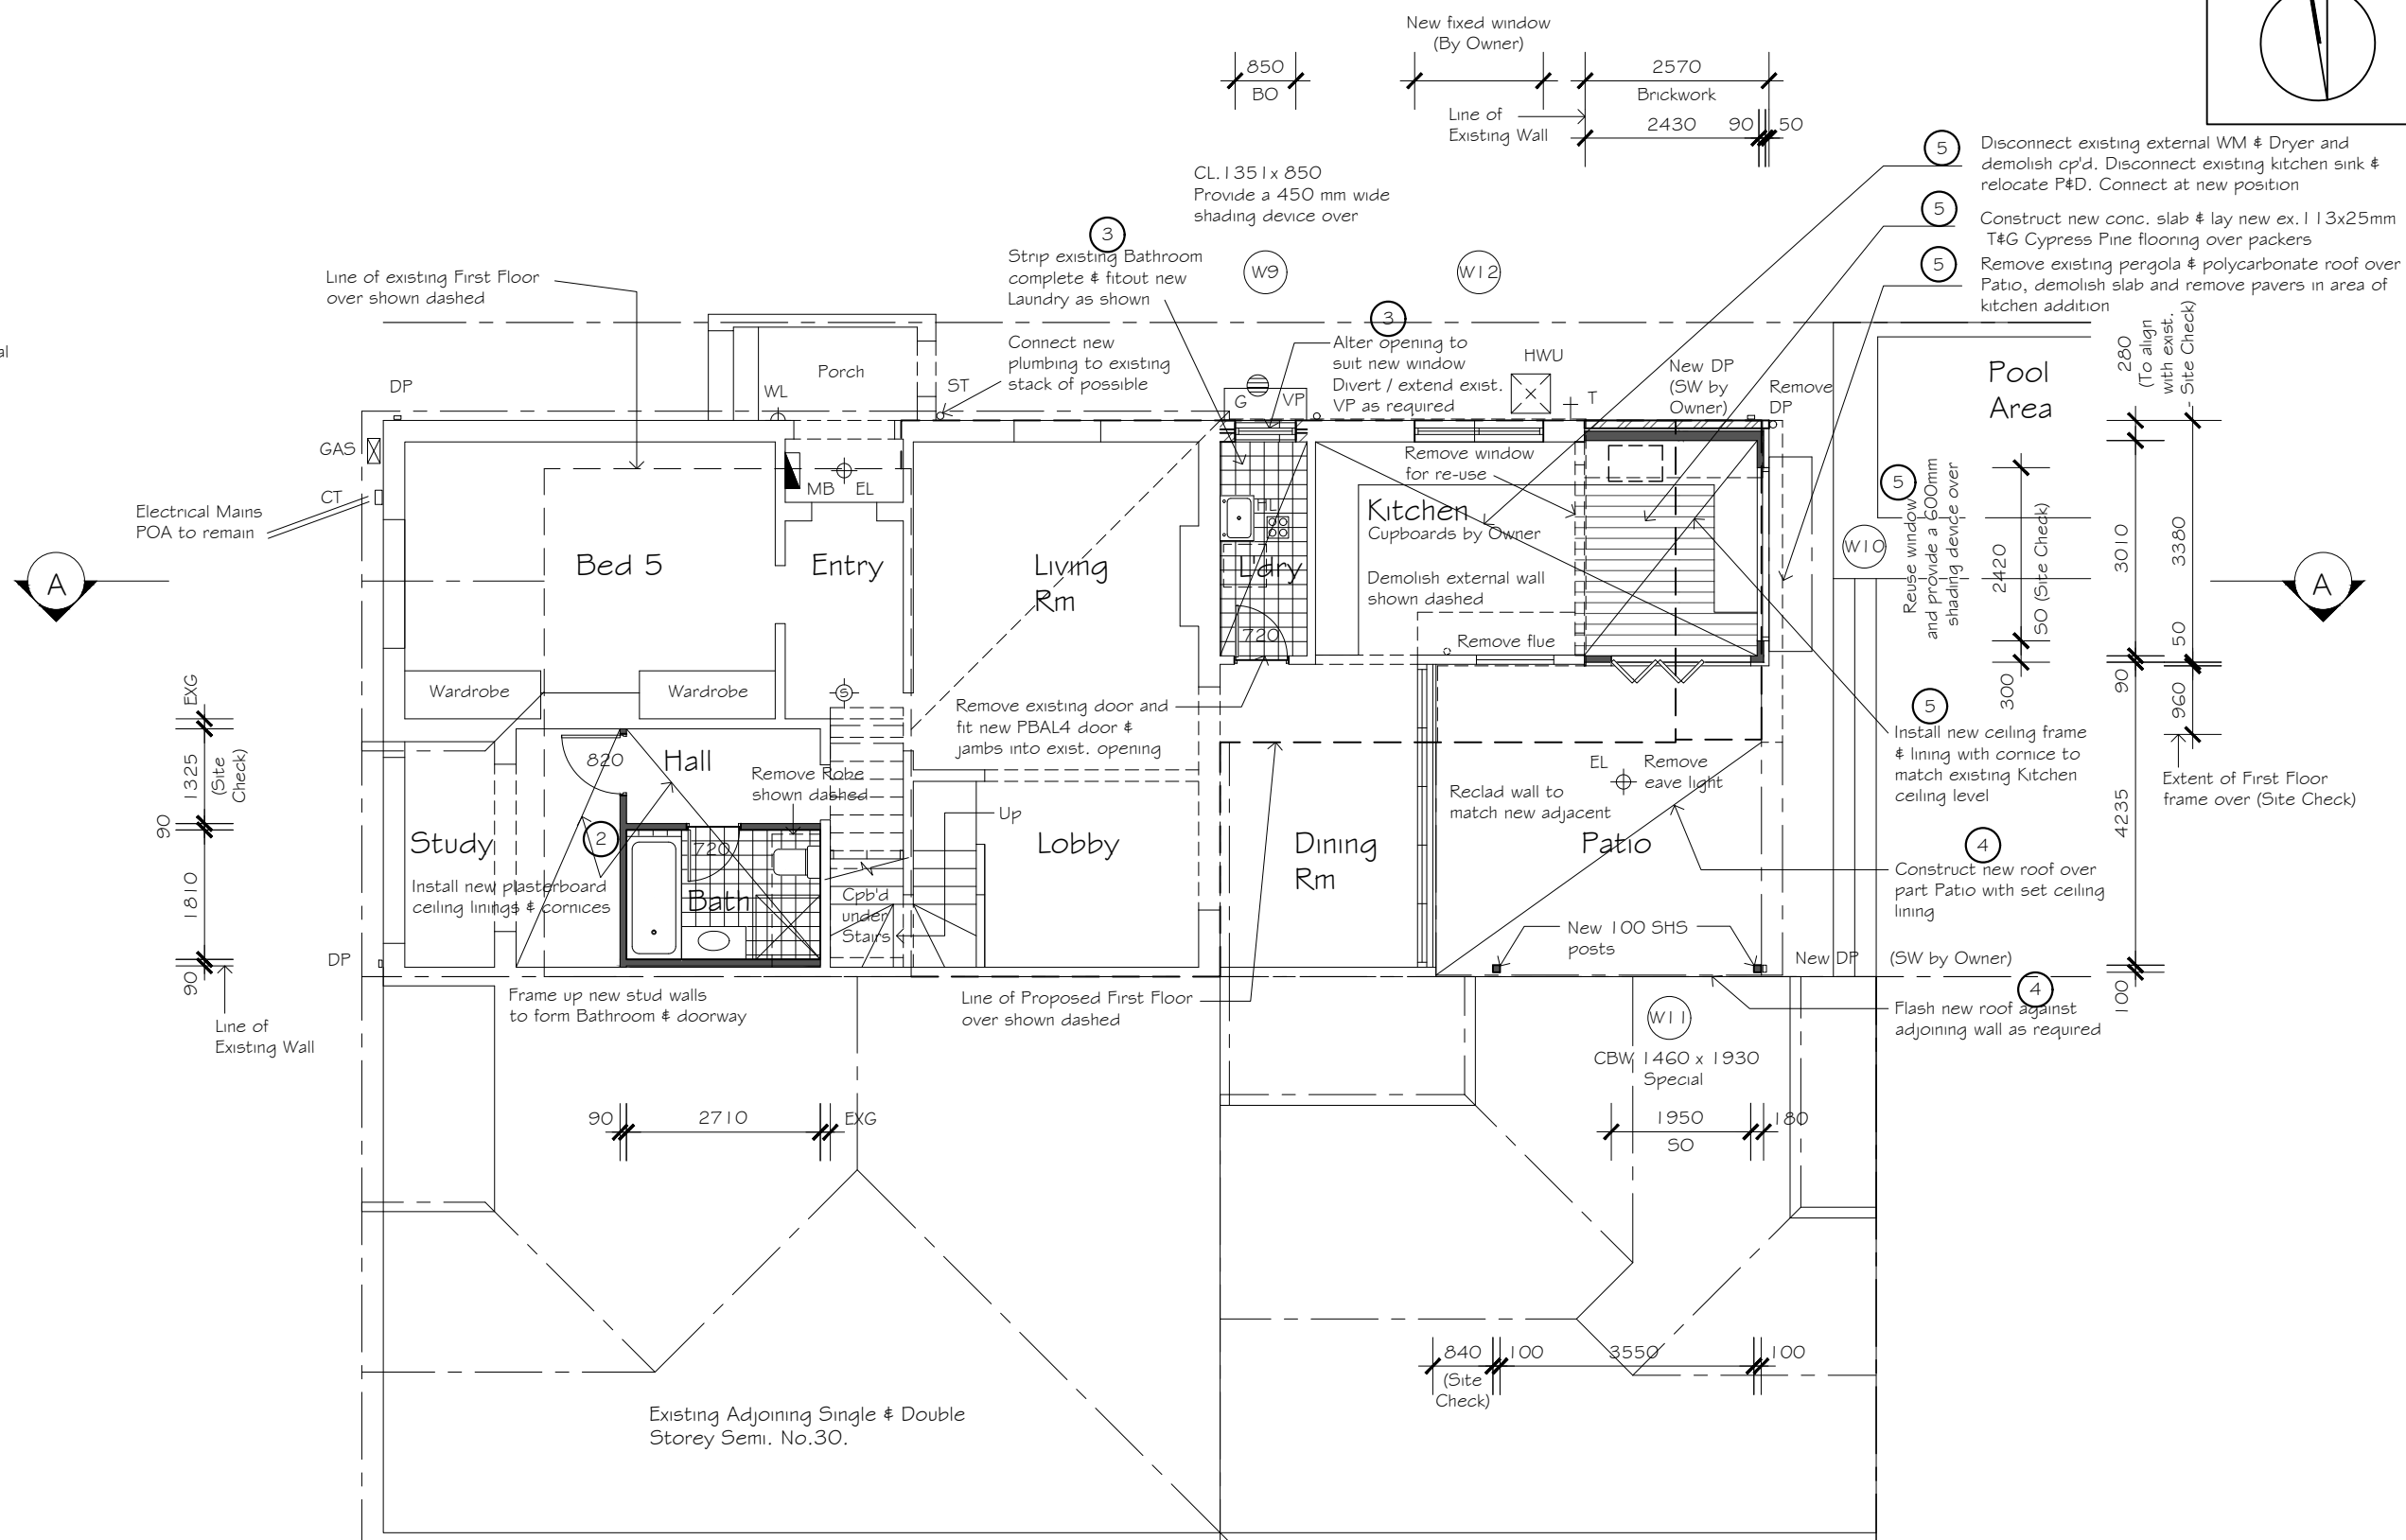 New fixed window
(By Owner)
850
BO
2570
Brickwork
Line of
Existing Wall
2430
90
50
CL.1351x 850
Provide a 450 mm wide
shading device over
5
Disconnect existing external WM & Dryer and
demolish cp'd. Disconnect existing kitchen sink &
relocate P&D. Connect at new position
5
Construct new conc. slab & lay new ex.113x25mm
T&G Cypress Pine flooring over packers
5
Remove existing pergola & polycarbonate roof over
Patio, demolish slab and remove pavers in area of
kitchen addition
3
Strip existing Bathroom
complete & fitout new
Laundry as shown
W9
W12
Line of existing First Floor
over shown dashed
al
Connect new
plumbing to existing
stack of possible
3
Alter opening to
suit new window
Divert / extend exist.
VP as required
HWU
New DP
(SW by
Owner)
Remove
DP
Pool
Area
280
(To align
with exist.
- Site Check)
DP
WL
Porch
ST
G
VP
T
GAS
CT
Electrical Mains
POA to remain
MB
EL
Remove window
for re-use
Kitchen
Cupboards by Owner
Demolish external wall
shown dashed
Remove flue
HL
Ldry
720
A
Bed 5
Entry
Living
Rm
5
Reuse window
and provide a 600mm
shading device over
W10
2420
SO (Site Check)
300
3010
3380
90
50
960
A
Wardrobe
Wardrobe
S
Remove existing door and
fit new PBAL4 door &
jambs into exist. opening
5
Install new ceiling frame
& lining with cornice to
match existing Kitchen
ceiling level
Extent of First Floor
frame over (Site Check)
EXG
1325
(Site
Check)
90
1810
90
820
Hall
Remove Robe
shown dashed
Up
EL
Remove
eave light
Reclad wall to
match new adjacent
4235
Study
2
720
Bath
Install new plasterboard
ceiling linings & cornices
Cpb'd
under
Stairs
Lobby
Dining
Rm
Patio
4
Construct new roof over
part Patio with set ceiling
lining
New 100 SHS
posts
New DP
(SW by Owner)
100
DP
Line of
Existing Wall
Frame up new stud walls
to form Bathroom & doorway
Line of Proposed First Floor
over shown dashed
4
Flash new roof against
adjoining wall as required
W11
CBW 1460 x 1930
Special
90
2710
EXG
1950
180
SO
840
(Site
Check)
100
3550
100
Existing Adjoining Single & Double
Storey Semi. No.30.